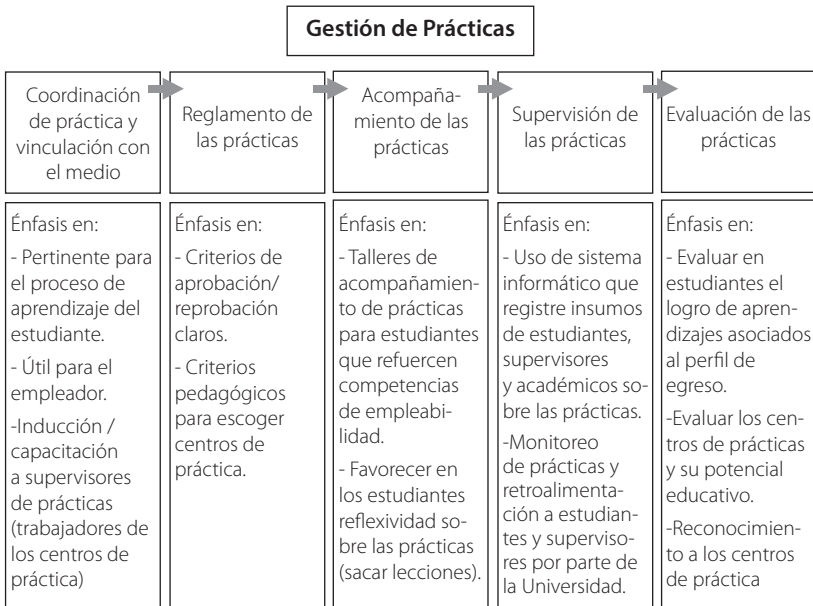 Gestión de Prácticas
Coordinación
de práctica y
vinculación con
el medio
Reglamento de
las prácticas
Acompaña-
miento de las
prácticas
Supervisión de
las prácticas
Evaluación de las
prácticas
Énfasis en:
- Pertinente para
el proceso de
aprendizaje del
estudiante.
- Útil para el
empleador.
-Inducción /
capacitación
a supervisores
de prácticas
(trabajadores de
los centros de
práctica)
Énfasis en:
- Criterios de
aprobación/
reprobación
claros.
- Criterios
pedagógicos
para escoger
centros de
práctica.
Énfasis en:
- Talleres de
acompañamien-
to de prácticas
para estudiantes
que refuercen
competencias
de empleabi-
lidad.
- Favorecer en
los estudiantes
reflexividad so-
bre las prácticas
(sacar lecciones).
Énfasis en:
- Uso de sistema
informático que
registre insumos
de estudiantes,
supervisores
y académicos so-
bre las prácticas.
-Monitoreo
de prácticas y
retroalimenta-
ción a estudian-
tes y superviso-
res por parte de
la Universidad.
Énfasis en:
- Evaluar en
estudiantes el
logro de apren-
dizajes asociados
al perfil de
egreso.
-Evaluar los cen-
tros de prácticas
y su potencial
educativo.
-Reconocimien-
to a los centros
de práctica